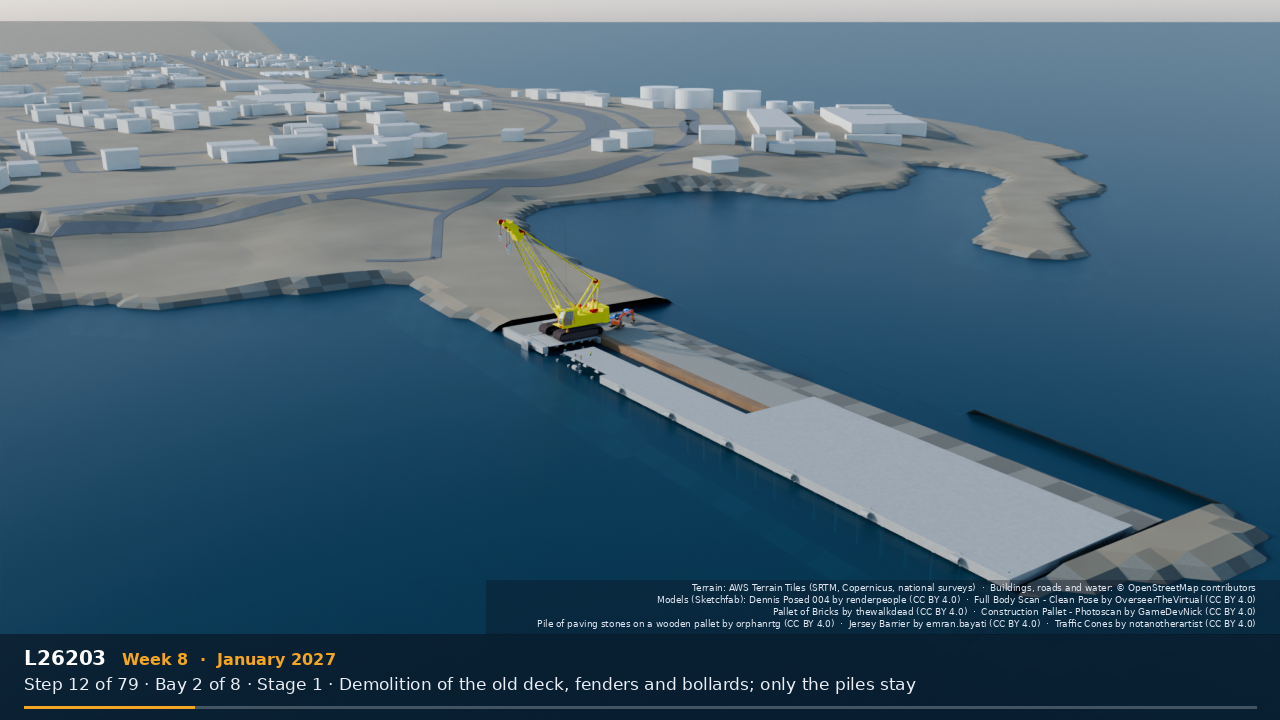 Terrain: AWS Terrain Tiles (SRTM, Copernicus, national surveys) · Buildings, roads and water: © OpenStreetMap contributors
Models (Sketchfab): Dennis Posed 004 by renderpeople (CC BY 4.0) · Full Body Scan - Clean Pose by OverseerTheVirtual (CC BY 4.0)
Pallet of Bricks by thewalkdead (CC BY 4.0) · Construction Pallet - Photoscan by GameDevNick (CC BY 4.0)
Pile of paving stones on a wooden pallet by orphanrtg (CC BY 4.0) · Jersey Barrier by emran.bayati (CC BY 4.0) · Traffic Cones by notanotherartist (CC BY 4.0)
L26203 Week 8 · January 2027
Step 12 of 79 · Bay 2 of 8 · Stage 1 · Demolition of the old deck, fenders and bollards; only the piles stay